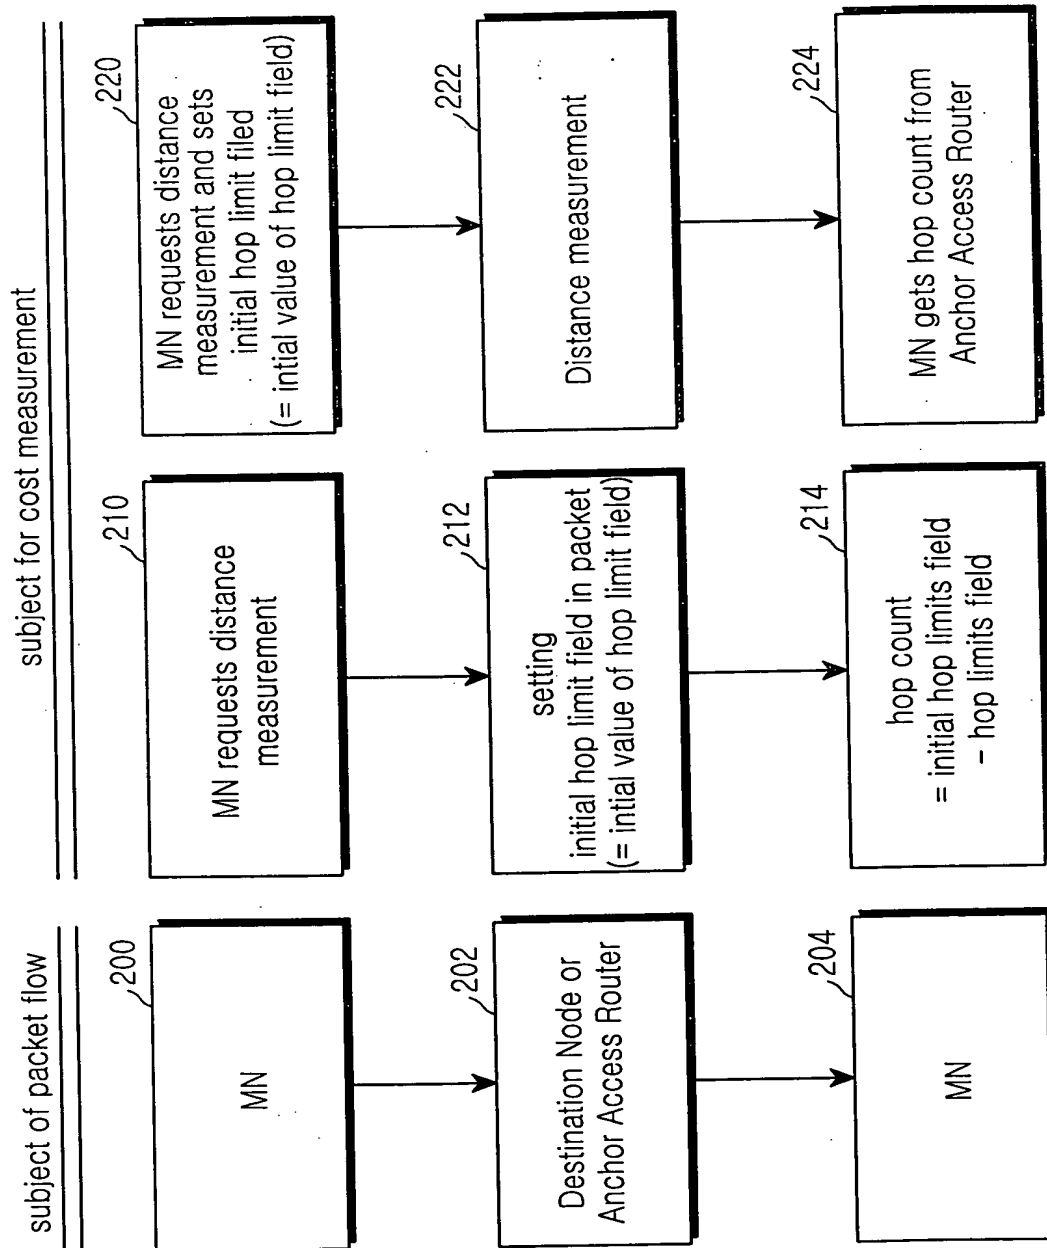 subject of packet flow
subject for cost measurement
200
MN
210
MN requests distance
measurement
220
MN requests distance
measurement and sets
initial hop limit filed
(= intial value of hop limit field)
202
Destination Node or
Anchor Access Router
212
setting
initial hop limit field in packet
(= intial value of hop limit field)
222
Distance measurement
204
MN
214
hop count
= initial hop limits field
- hop limits field
224
MN gets hop count from
Anchor Access Router